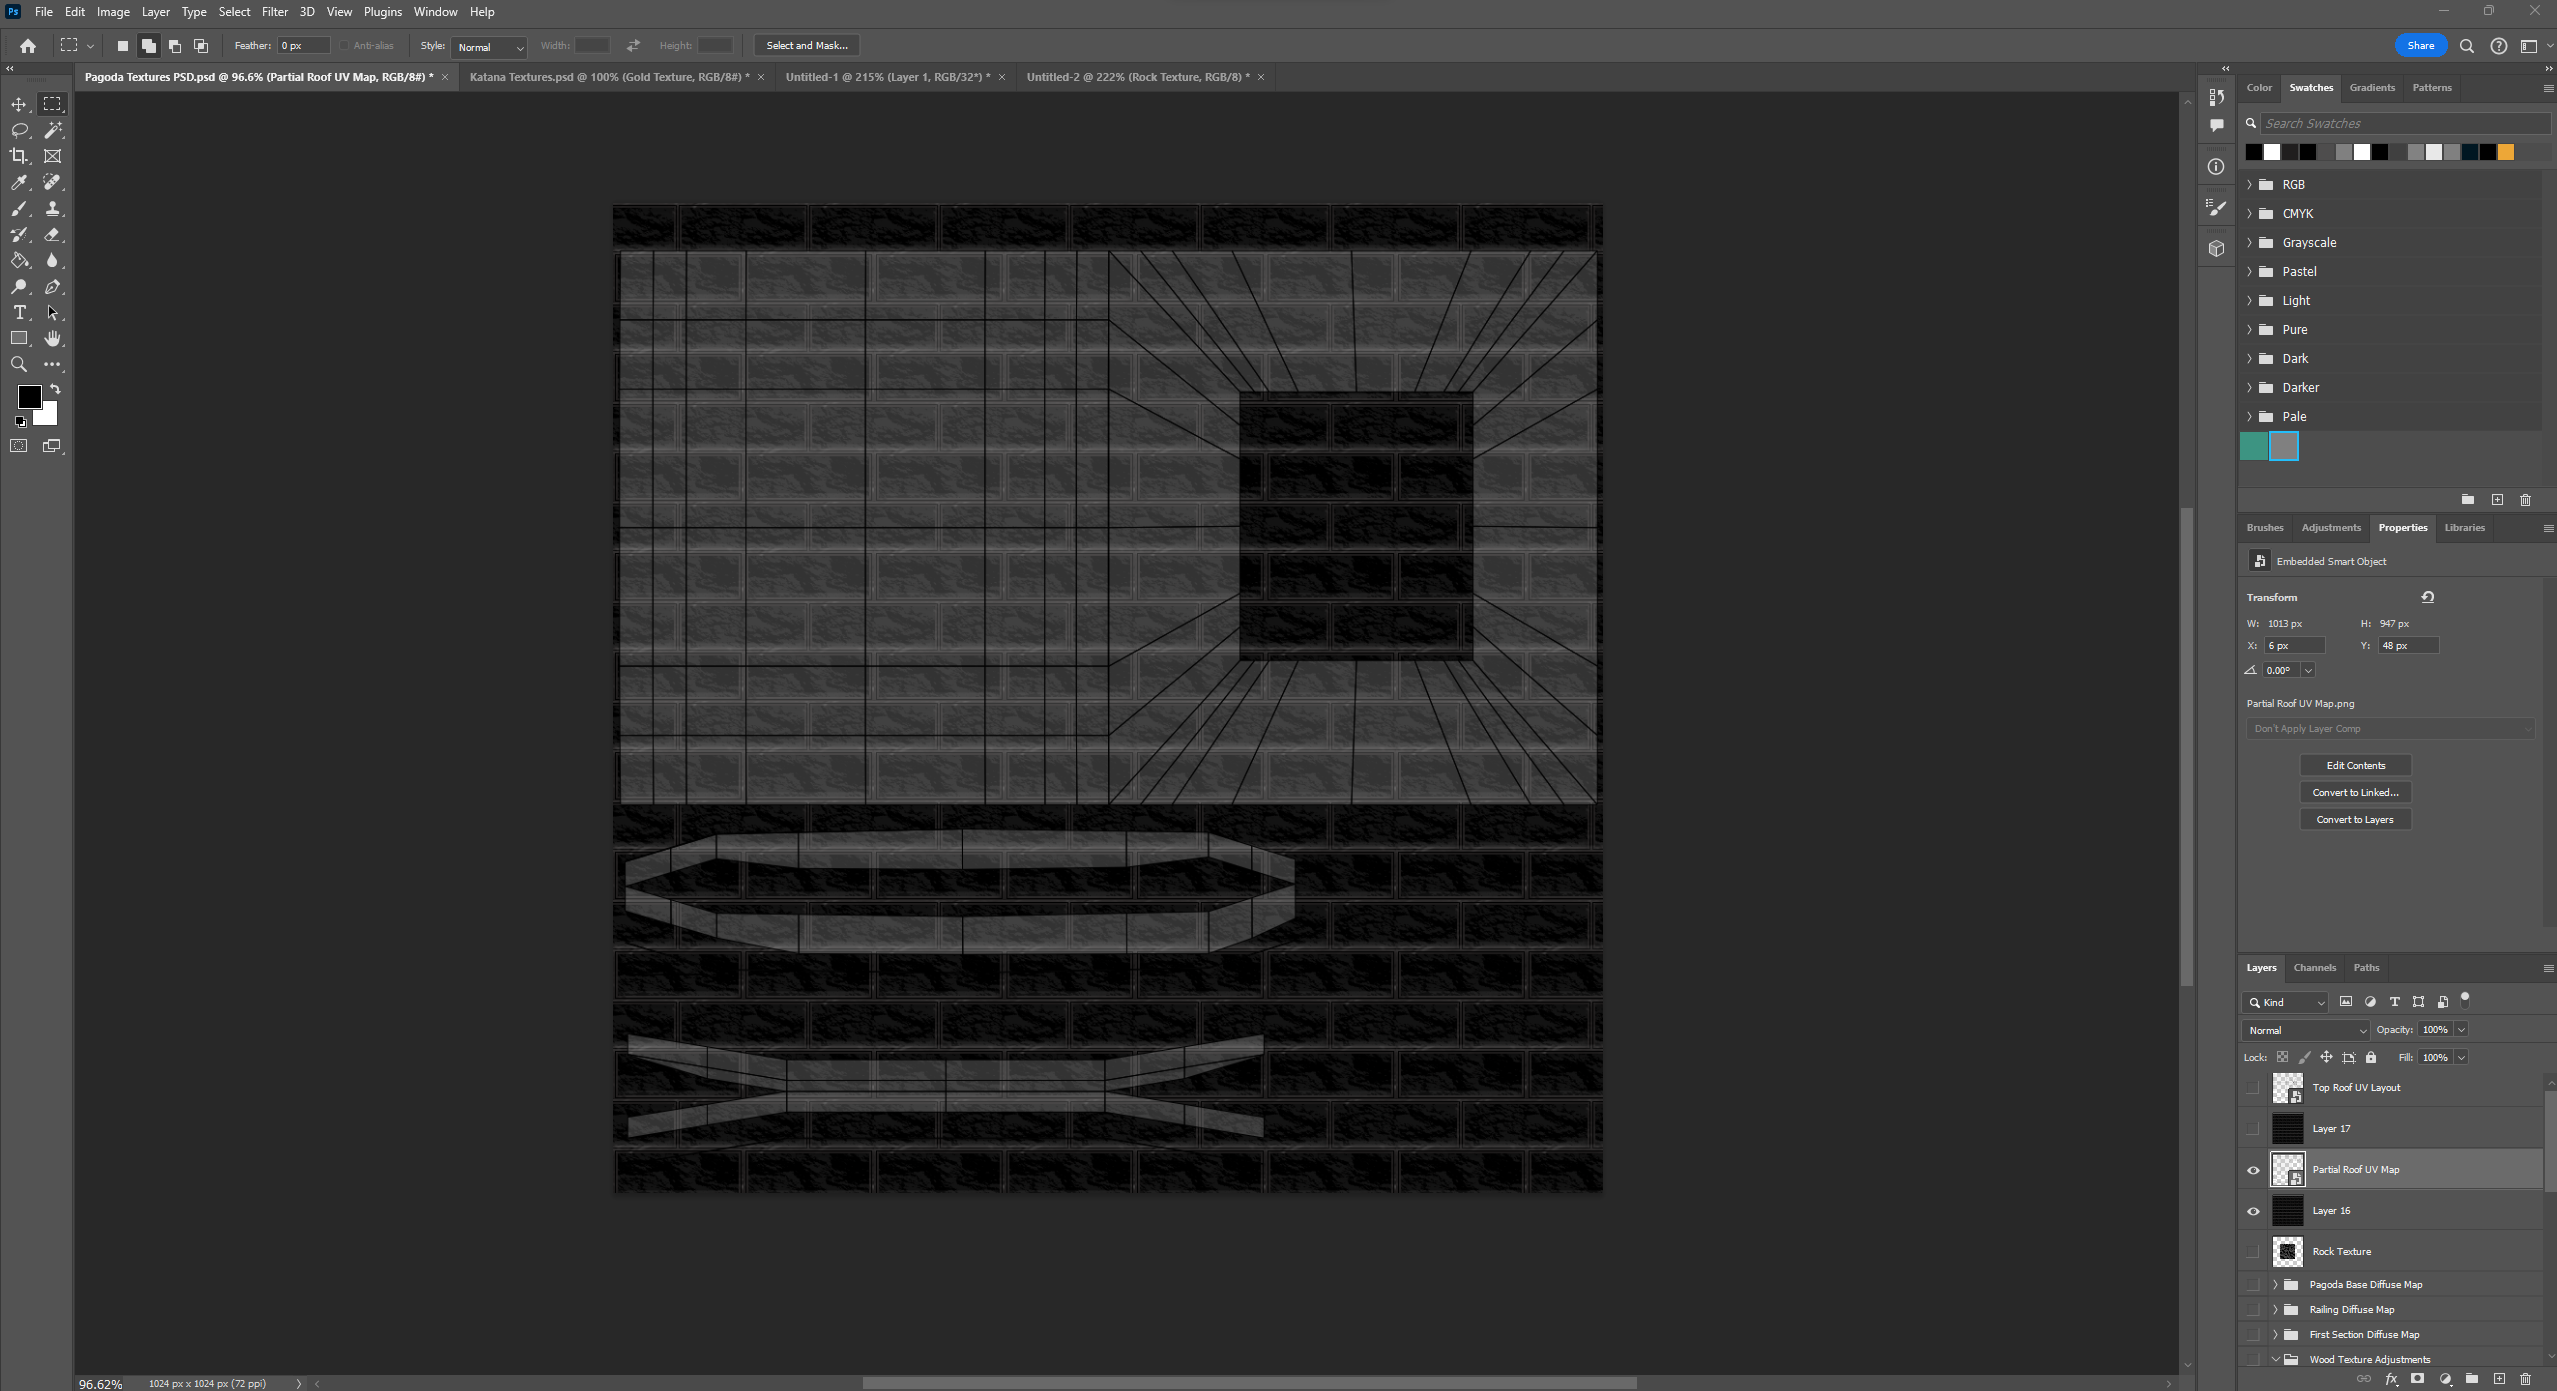 Ps File Edit Image Layer Type Select Filter 3D View Plugins Window Help
Feather: 0 px Anti-alias Style: Normal Width: Height: Select and Mask... Share
Pagoda Textures PSD.psd @ 96.6% (Partial Roof UV Map, RGB/8#) * Katana Textures.psd @ 100% (Gold Texture, RGB/8#) * Untitled-1 @ 215% (Layer 1, RGB/32*) * Untitled-2 @ 222% (Rock Texture, RGB/8) *
Color Swatches Gradients Patterns
Search Swatches
RGB
CMYK
Grayscale
Pastel
Light
Pure
Dark
Darker
Pale
Brushes Adjustments Properties Libraries
Embedded Smart Object
Transform
W: 1013 px H: 947 px
X: 6 px Y: 48 px
0.00°
Partial Roof UV Map.png
Don't Apply Layer Comp
Edit Contents
Convert to Linked...
Convert to Layers
Layers Channels Paths
Kind
Normal Opacity: 100%
Lock: Fill: 100%
Top Roof UV Layout
Layer 17
Partial Roof UV Map
Layer 16
Rock Texture
Pagoda Base Diffuse Map
Railing Diffuse Map
First Section Diffuse Map
Wood Texture Adjustments
96.62% 1024 px x 1024 px (72 ppi)